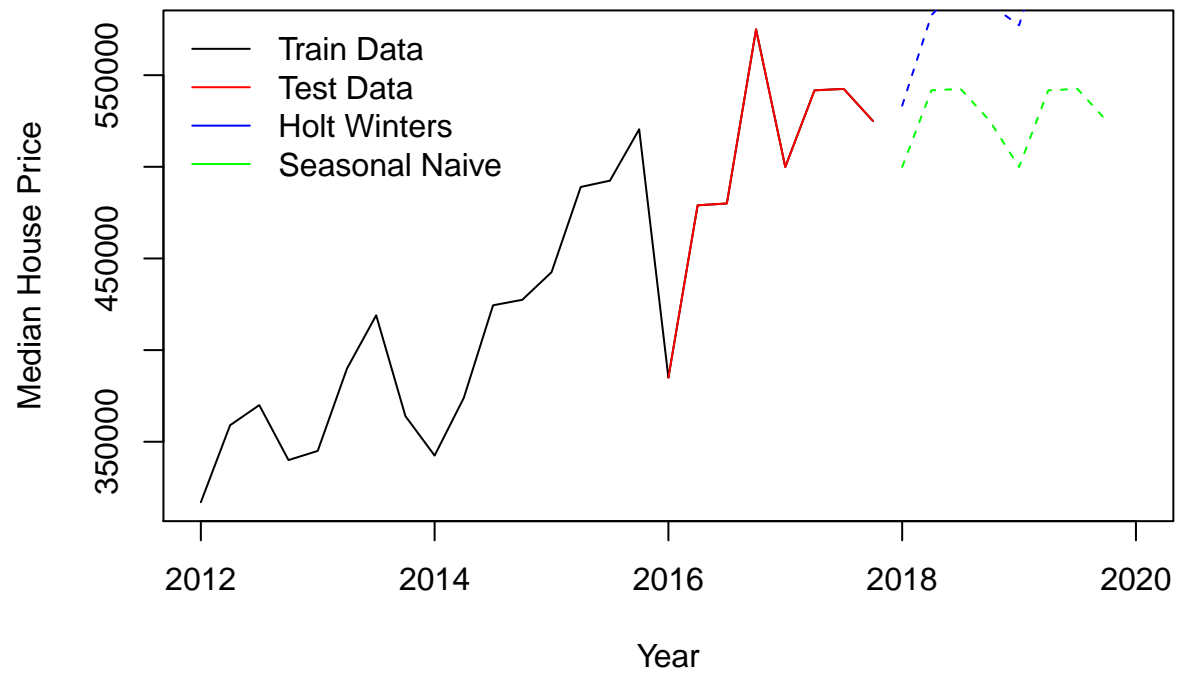 Median House Price
550000
450000
350000
Train Data
Test Data
Holt Winters
Seasonal Naive
2012
2014
2016
2018
2020
Year